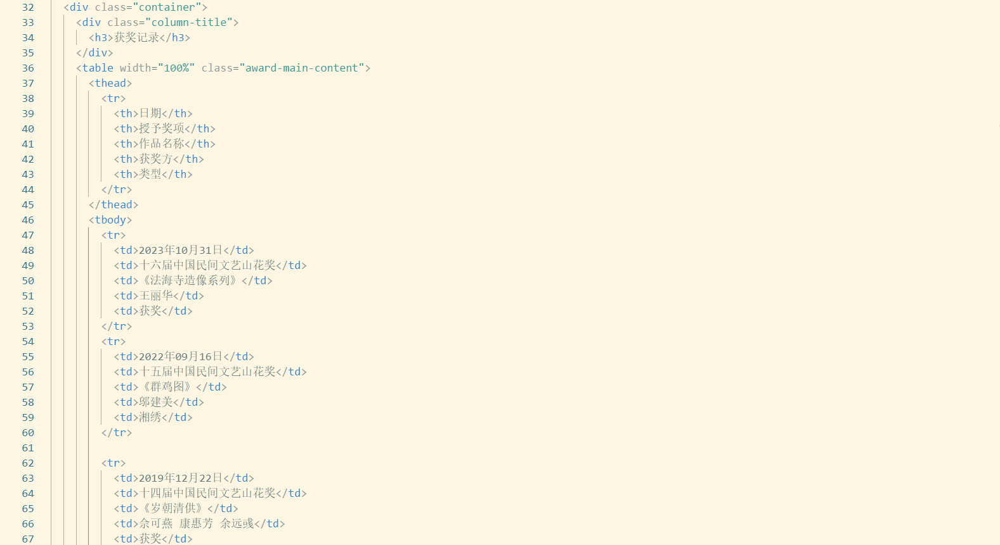 32 <div class="container">
33 <div class="column-title">
34 <h3>获奖记录</h3>
35 </div>
36 <table width="100%" class="award-main-content">
37 <thead>
38 <tr>
39 <th>日期</th>
40 <th>授予奖项</th>
41 <th>作品名称</th>
42 <th>获奖方</th>
43 <th>类型</th>
44 </tr>
45 </thead>
46 <tbody>
47 <tr>
48 <td>2023年10月31日</td>
49 <td>十六届中国民间文艺山花奖</td>
50 <td>《法海寺造像系列》</td>
51 <td>王丽华</td>
52 <td>获奖</td>
53 </tr>
54 <tr>
55 <td>2022年09月16日</td>
56 <td>十五届中国民间文艺山花奖</td>
57 <td>《群鸡图》</td>
58 <td>邬建美</td>
59 <td>湘绣</td>
60 </tr>
61
62 <tr>
63 <td>2019年12月22日</td>
64 <td>十四届中国民间文艺山花奖</td>
65 <td>《岁朝清供》</td>
66 <td>佘可燕 康惠芳 余远彧</td>
67 <td>获奖</td>